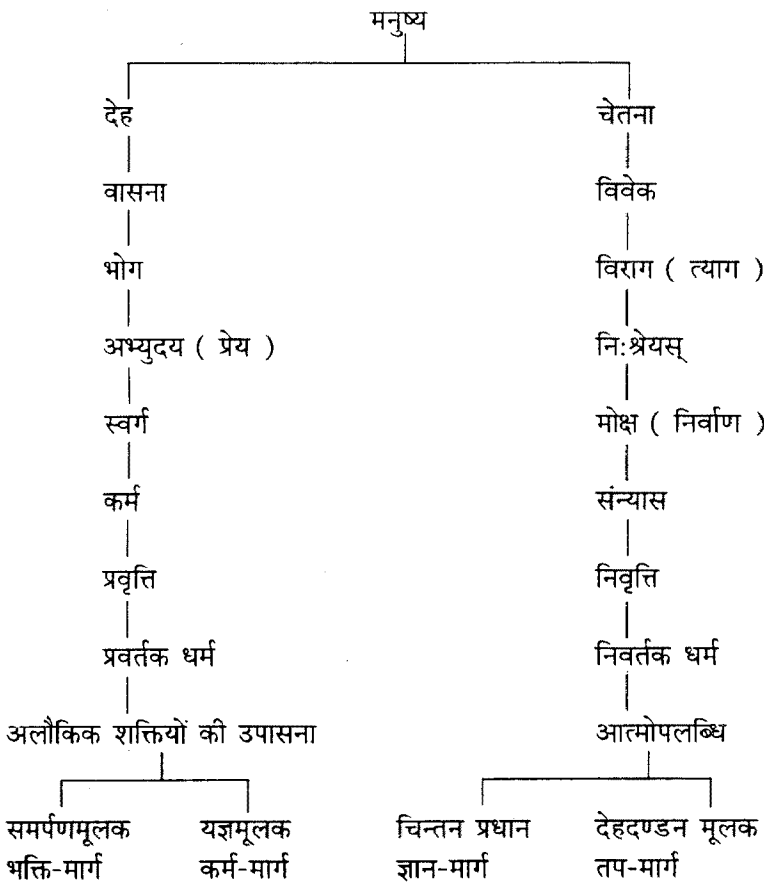 मनुष्य
देह चेतना
वासना विवेक
भोग विराग ( त्याग )
अभ्युदय ( प्रेय ) नि:श्रेयस्
स्वर्ग मोक्ष ( निर्वाण )
कर्म संन्यास
प्रवृत्ति निवृत्ति
प्रवर्तक धर्म निवर्तक धर्म
अलौकिक शक्तियों की उपासना आत्मोपलब्धि
समर्पणमूलक यज्ञमूलक चिन्तन प्रधान देहदण्डन मूलक
भक्ति-मार्ग कर्म-मार्ग ज्ञान-मार्ग तप-मार्ग